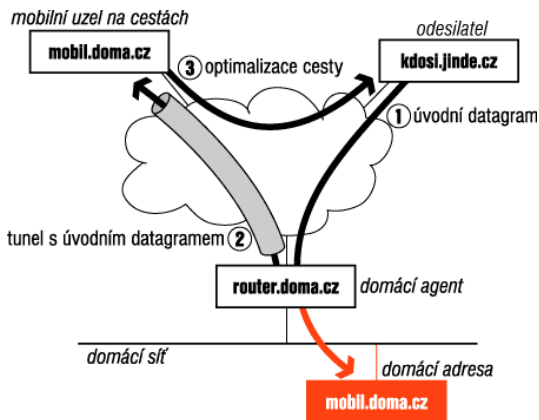 mobilní uzel na cestách
mobil.doma.cz
odesilatel
kdosi.jinde.cz
3 optimalizace cesty
1 úvodní datagram
tunel s úvodním datagramem 2
router.doma.cz
domácí agent
domácí síť
domácí adresa
mobil.doma.cz